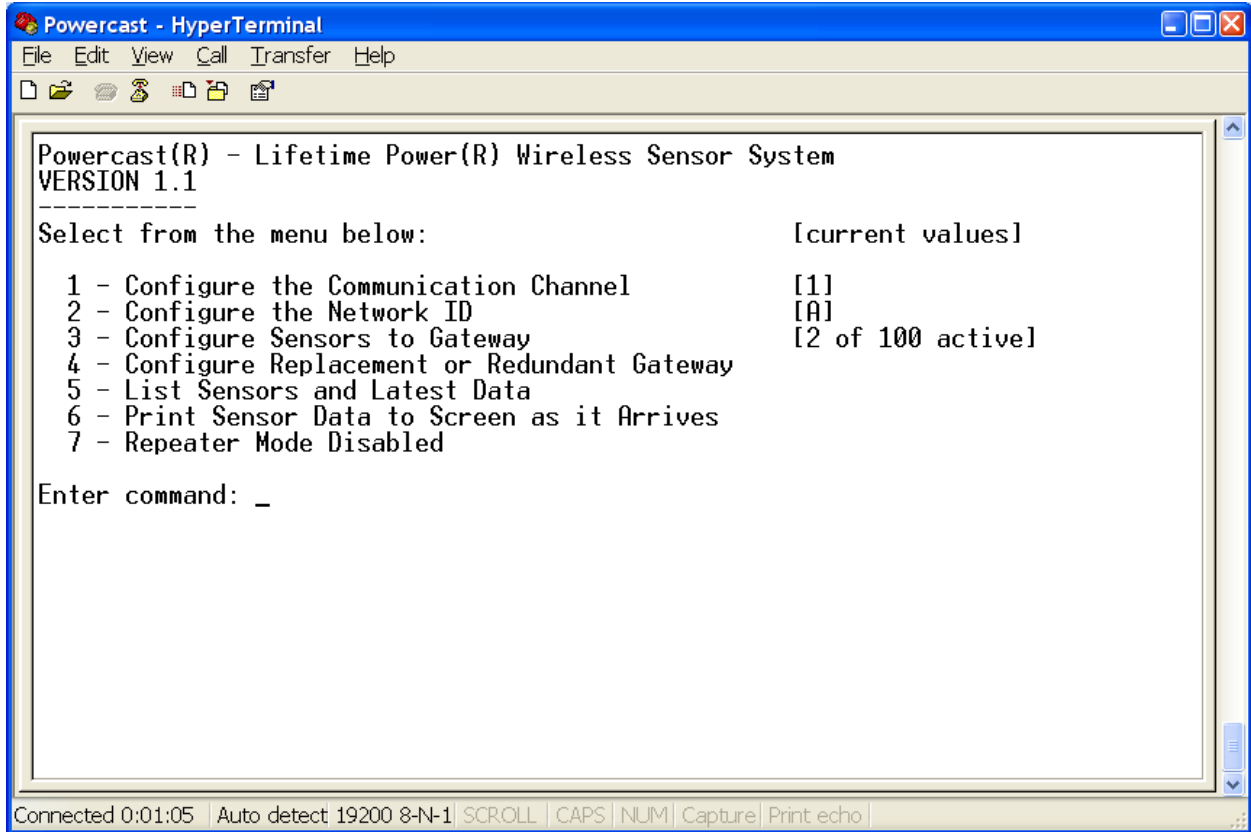 Powercast - HyperTerminal
File Edit View Call Transfer Help
Powercast(R) - Lifetime Power(R) Wireless Sensor System
VERSION 1.1
-----------
Select from the menu below: [current values]
1 - Configure the Communication Channel [1]
2 - Configure the Network ID [A]
3 - Configure Sensors to Gateway [2 of 100 active]
4 - Configure Replacement or Redundant Gateway
5 - List Sensors and Latest Data
6 - Print Sensor Data to Screen as it Arrives
7 - Repeater Mode Disabled
Enter command: _
Connected 0:01:05 Auto detect 19200 8-N-1 SCROLL CAPS NUM Capture Print echo